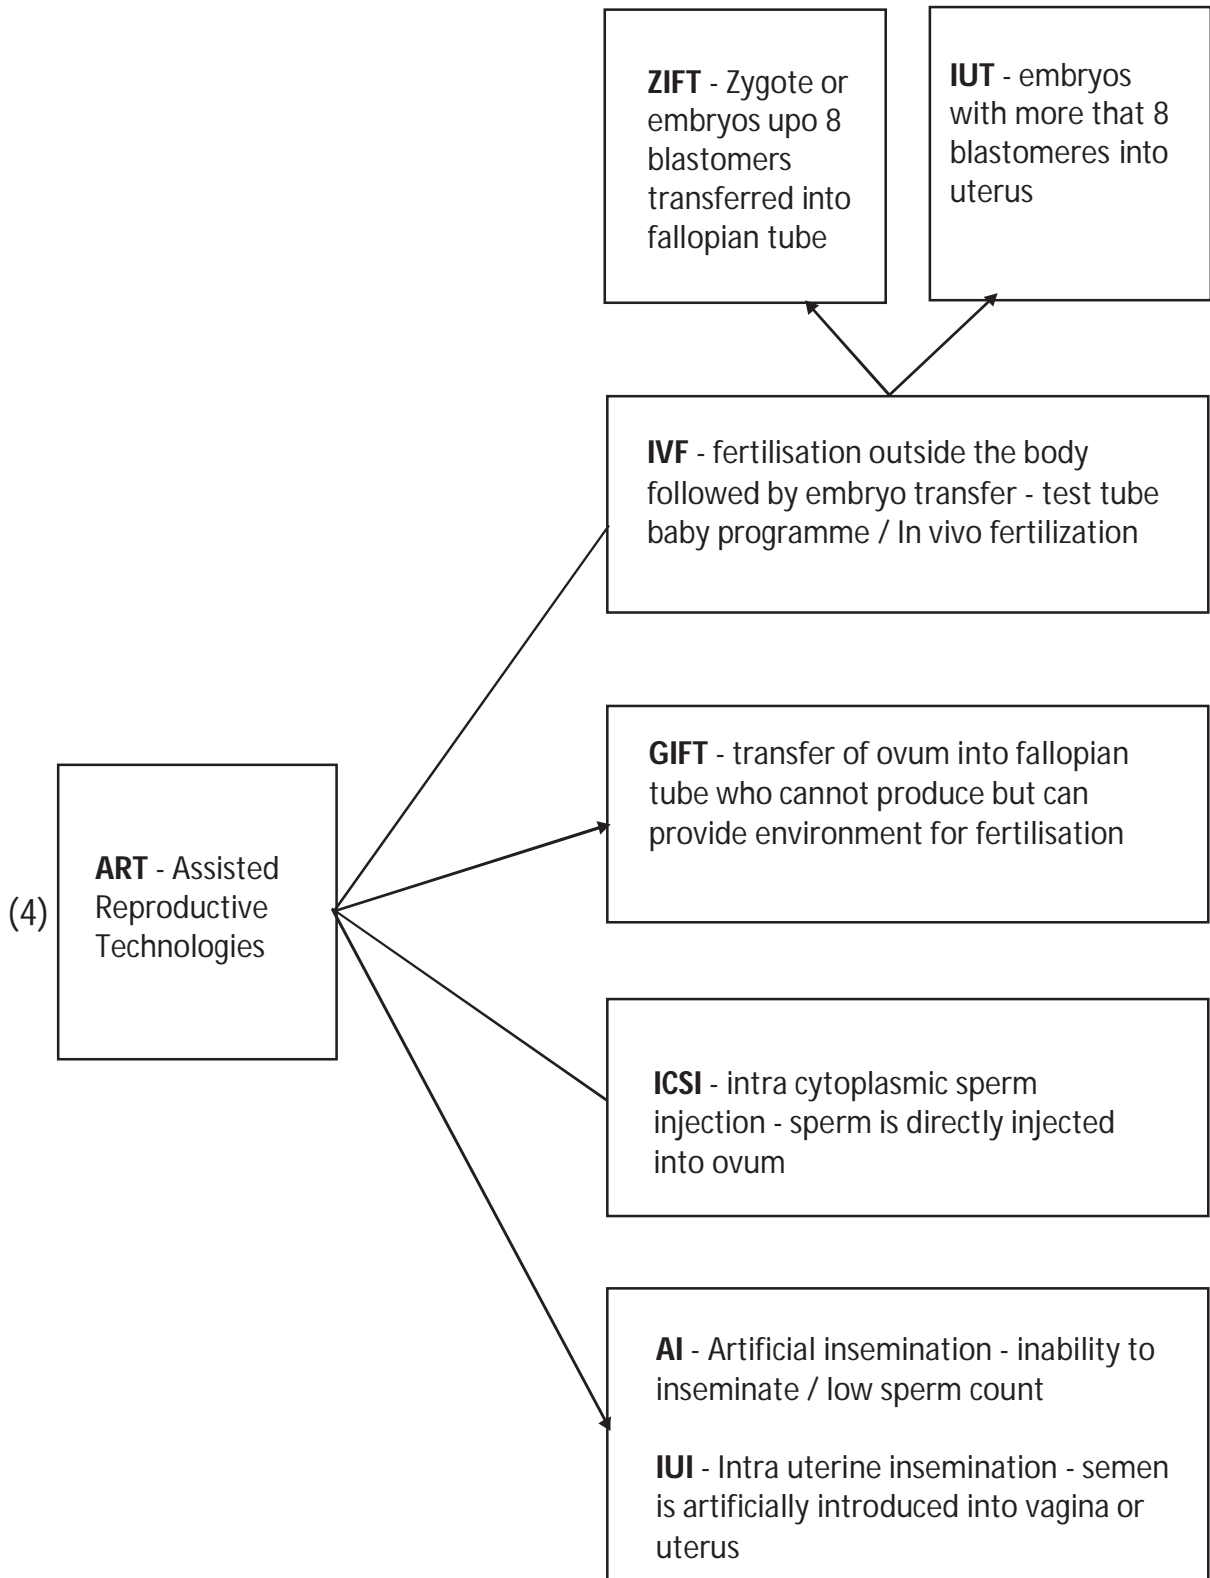 ZIFT - Zygote or
embryos upo 8
blastomers
transferred into
fallopian tube
IUT - embryos
with more that 8
blastomeres into
uterus
IVF - fertilisation outside the body
followed by embryo transfer - test tube
baby programme / In vivo fertilization
GIFT - transfer of ovum into fallopian
tube who cannot produce but can
provide environment for fertilisation
(4)
ART - Assisted
Reproductive
Technologies
ICSI - intra cytoplasmic sperm
injection - sperm is directly injected
into ovum
AI - Artificial insemination - inability to
inseminate / low sperm count
IUI - Intra uterine insemination - semen
is artificially introduced into vagina or
uterus